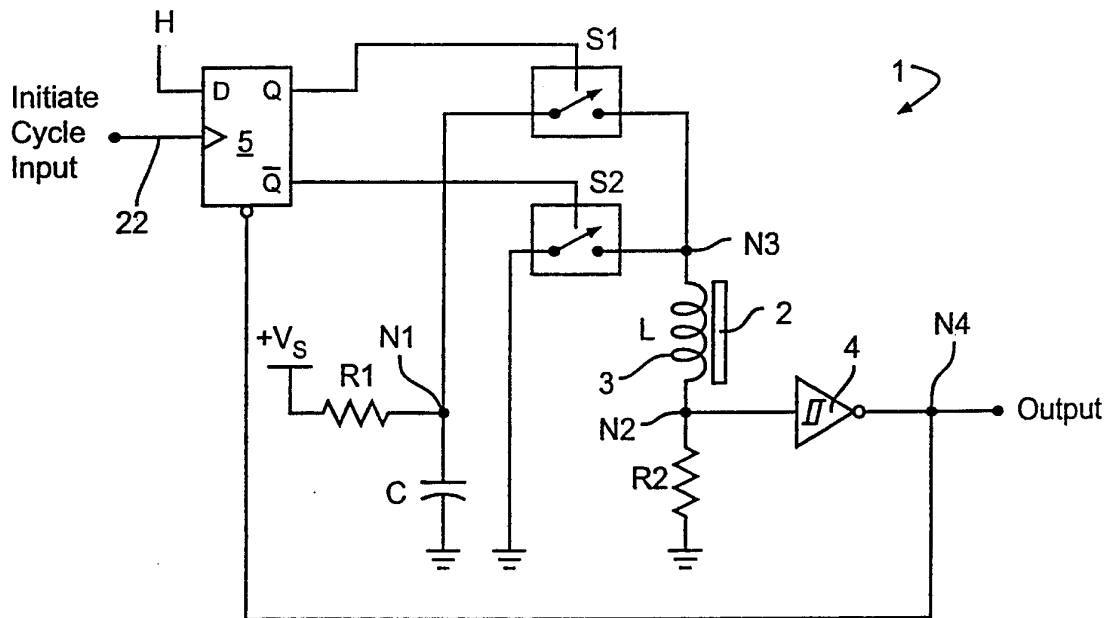 H
S1
1
Initiate
Cycle
Input
D Q
5
Q̅
22
S2
N3
+VS
R1
N1
L
2
3
4
N4
N2
Output
R2
C